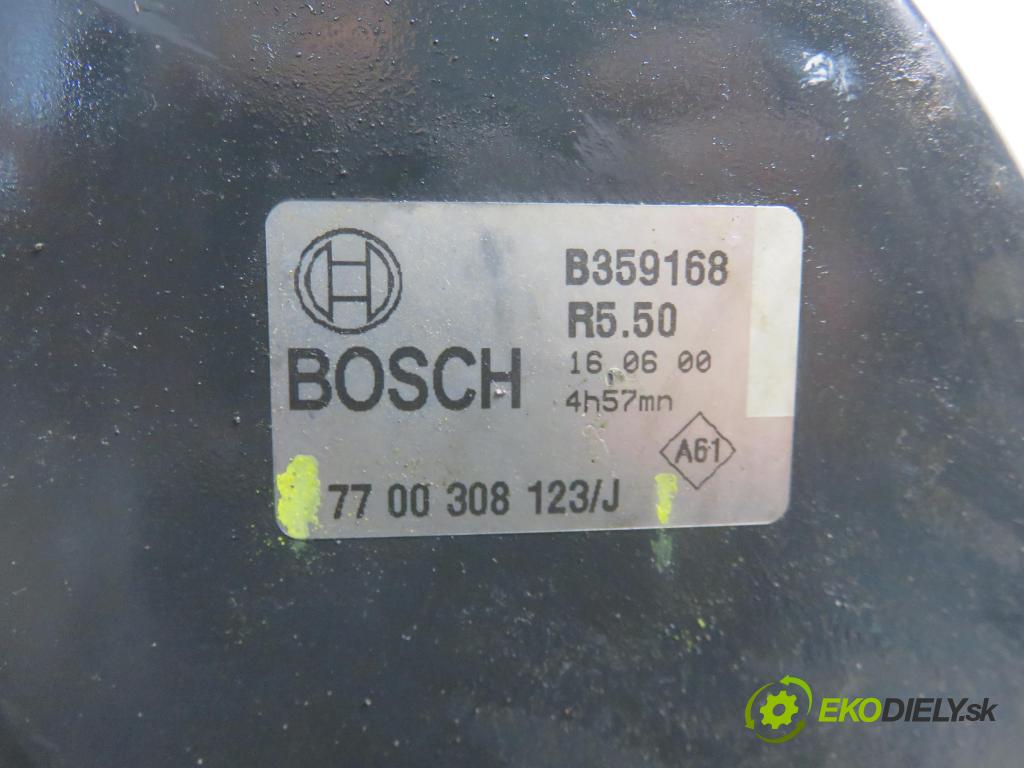 BOSCH
B359168
R5.50
16.06 00
4h57mn
A61
77 00 308 123/J
EKODIELY.sk